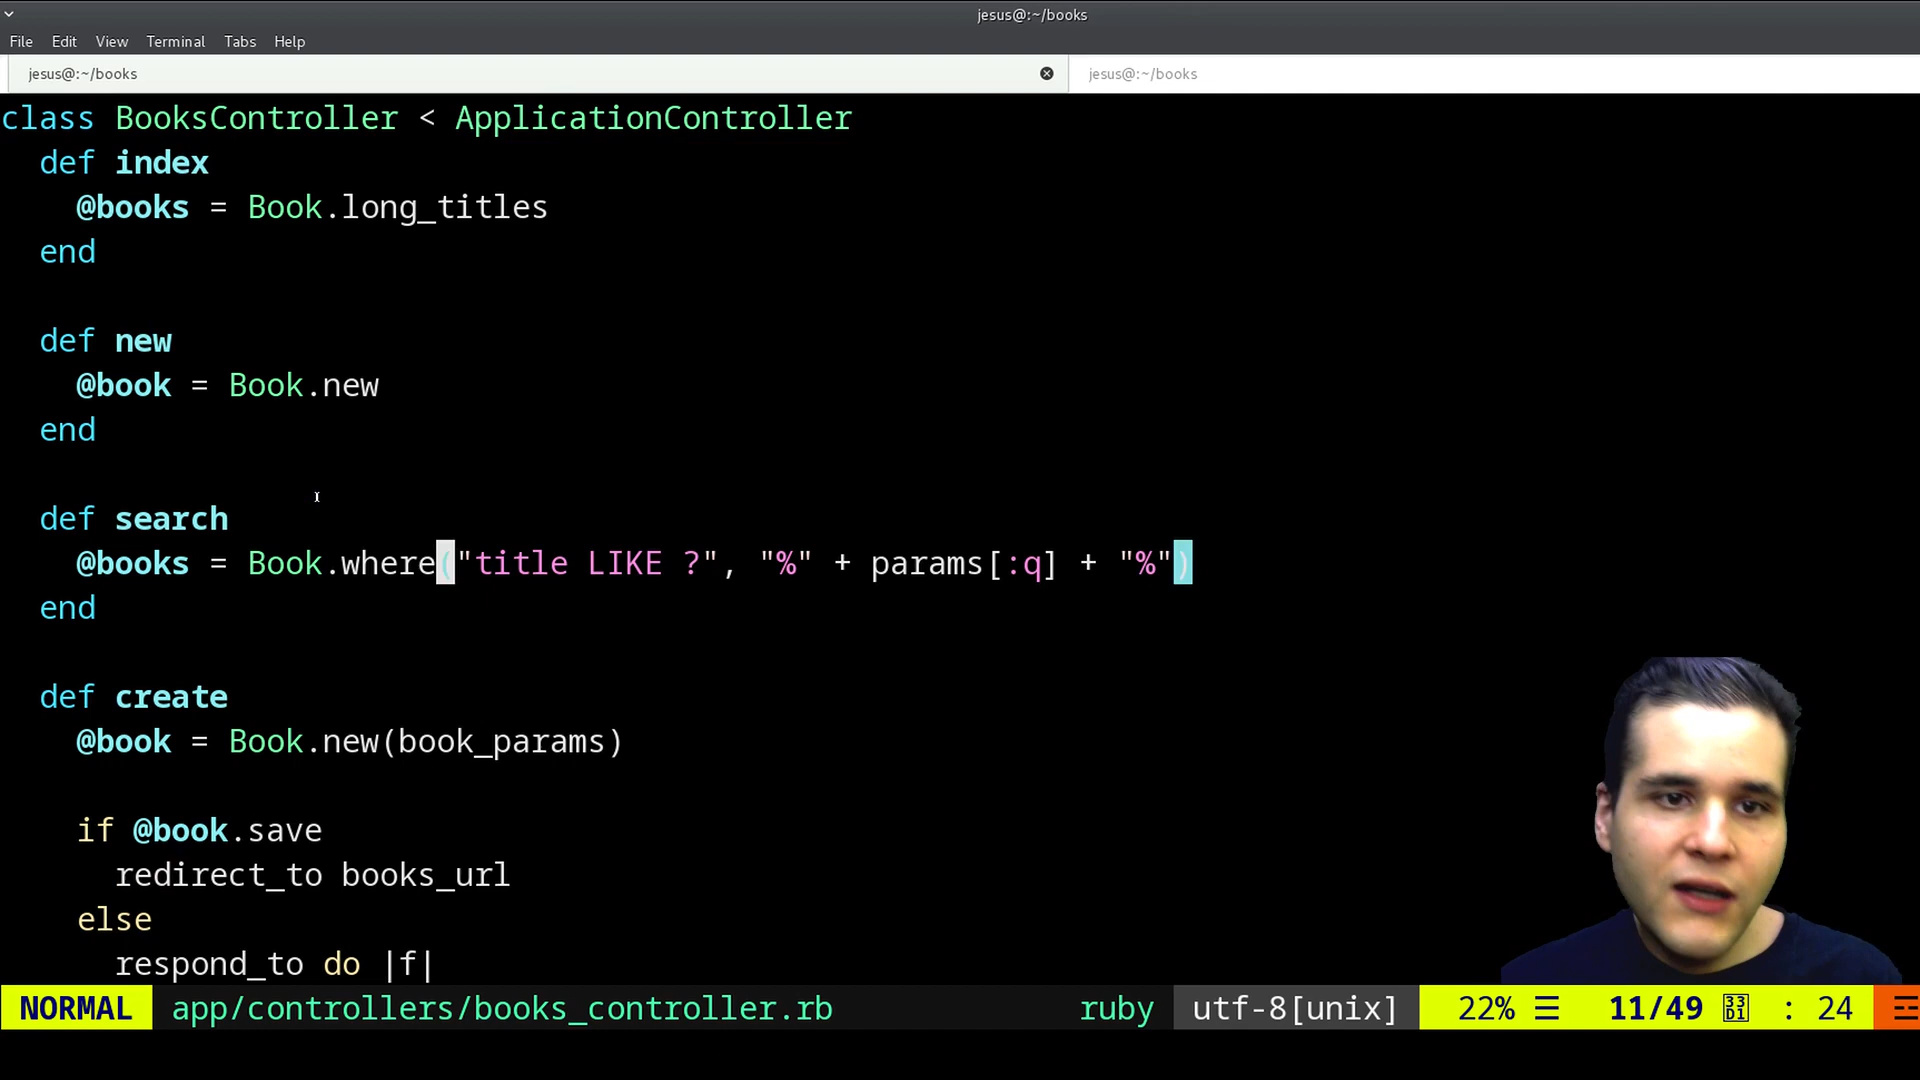 jesus@:~/books
File Edit View Terminal Tabs Help
jesus@:~/books jesus@:~/books
class BooksController < ApplicationController
  def index
    @books = Book.long_titles
  end
  def new
    @book = Book.new
  end
  def search
    @books = Book.where("title LIKE ?", "%" + params[:q] + "%")
  end
  def create
    @book = Book.new(book_params)
    if @book.save
      redirect_to books_url
    else
      respond_to do |f|
NORMAL app/controllers/books_controller.rb ruby utf-8[unix] 22% ☰ 11/49 : 24